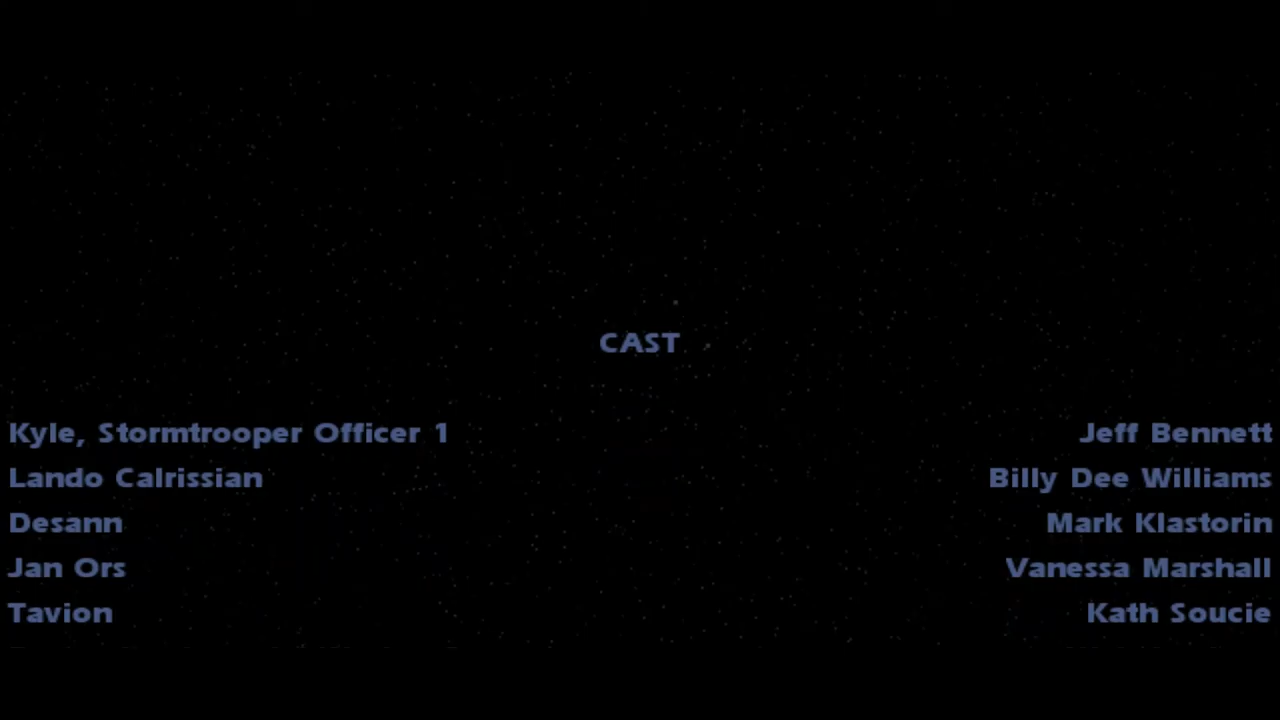 CAST
Kyle, Stormtrooper Officer 1 Jeff Bennett
Lando Calrissian Billy Dee Williams
Desann Mark Klastorin
Jan Ors Vanessa Marshall
Tavion Kath Soucie